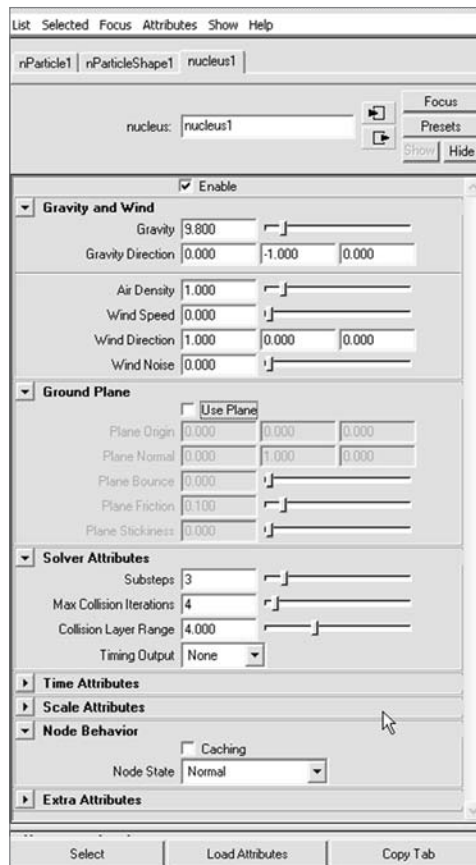 List Selected Focus Attributes Show Help
nParticle1 nParticleShape1 nucleus1
nucleus: nucleus1
Focus
Presets
Show Hide
Enable
Gravity and Wind
Gravity 9.800
Gravity Direction 0.000 -1.000 0.000
Air Density 1.000
Wind Speed 0.000
Wind Direction 1.000 0.000 0.000
Wind Noise 0.000
Ground Plane
Use Plane
Plane Origin 0.000 0.000 0.000
Plane Normal 0.000 1.000 0.000
Plane Bounce 0.000
Plane Friction 0.100
Plane Stickiness 0.000
Solver Attributes
Substeps 3
Max Collision Iterations 4
Collision Layer Range 4.000
Timing Output None
Time Attributes
Scale Attributes
Node Behavior
Caching
Node State Normal
Extra Attributes
Select Load Attributes Copy Tab